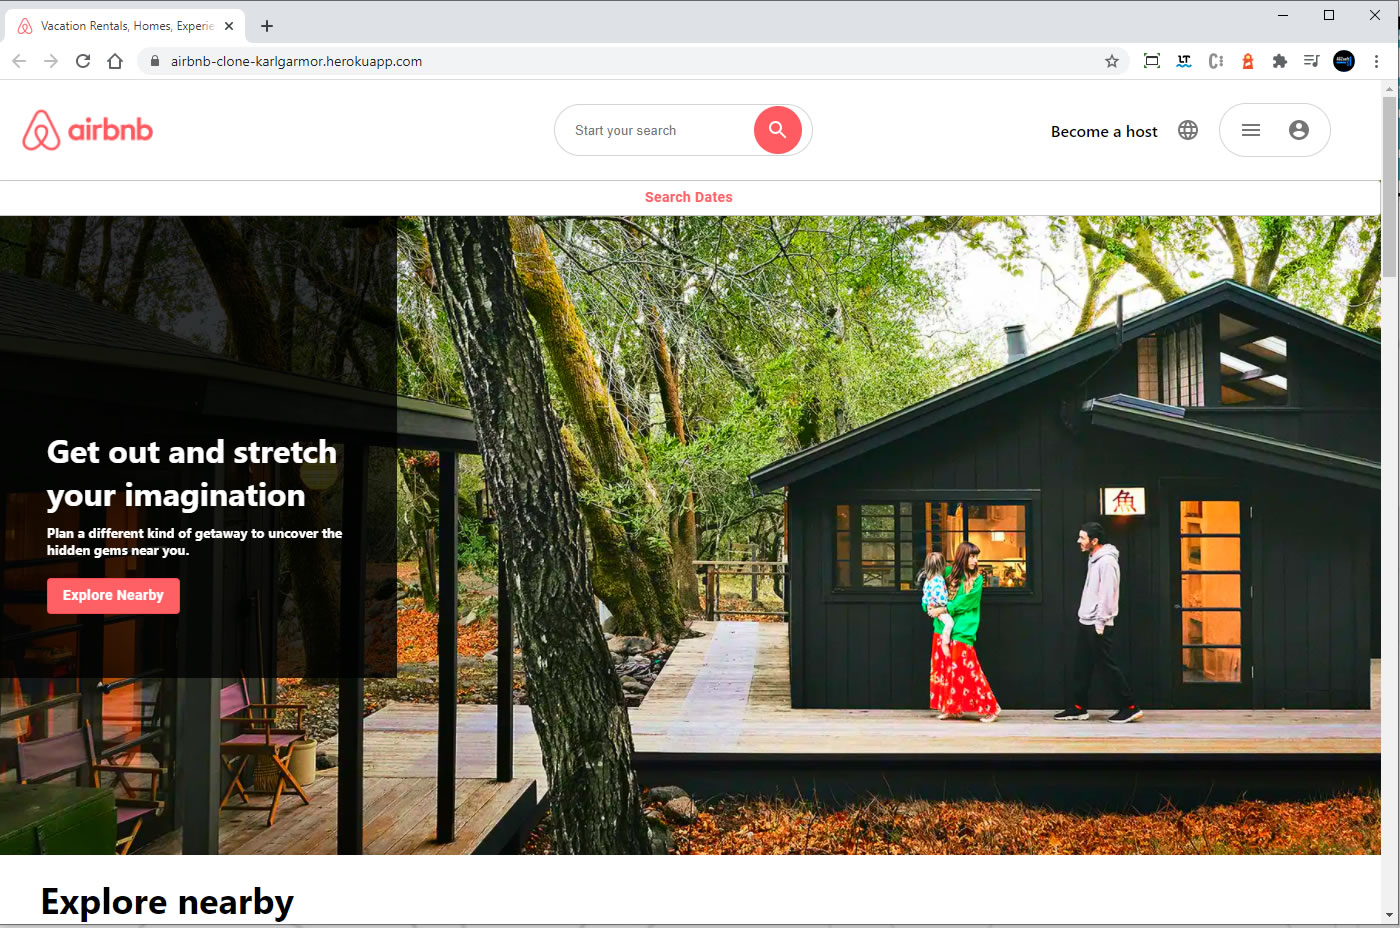 Vacation Rentals, Homes, Experie
airbnb-clone-karlgarmor.herokuapp.com
LT
airbnb
Start your search
Become a host
Search Dates
Get out and stretch
your imagination
Plan a different kind of getaway to uncover the
hidden gems near you.
Explore Nearby
魚
Explore nearby